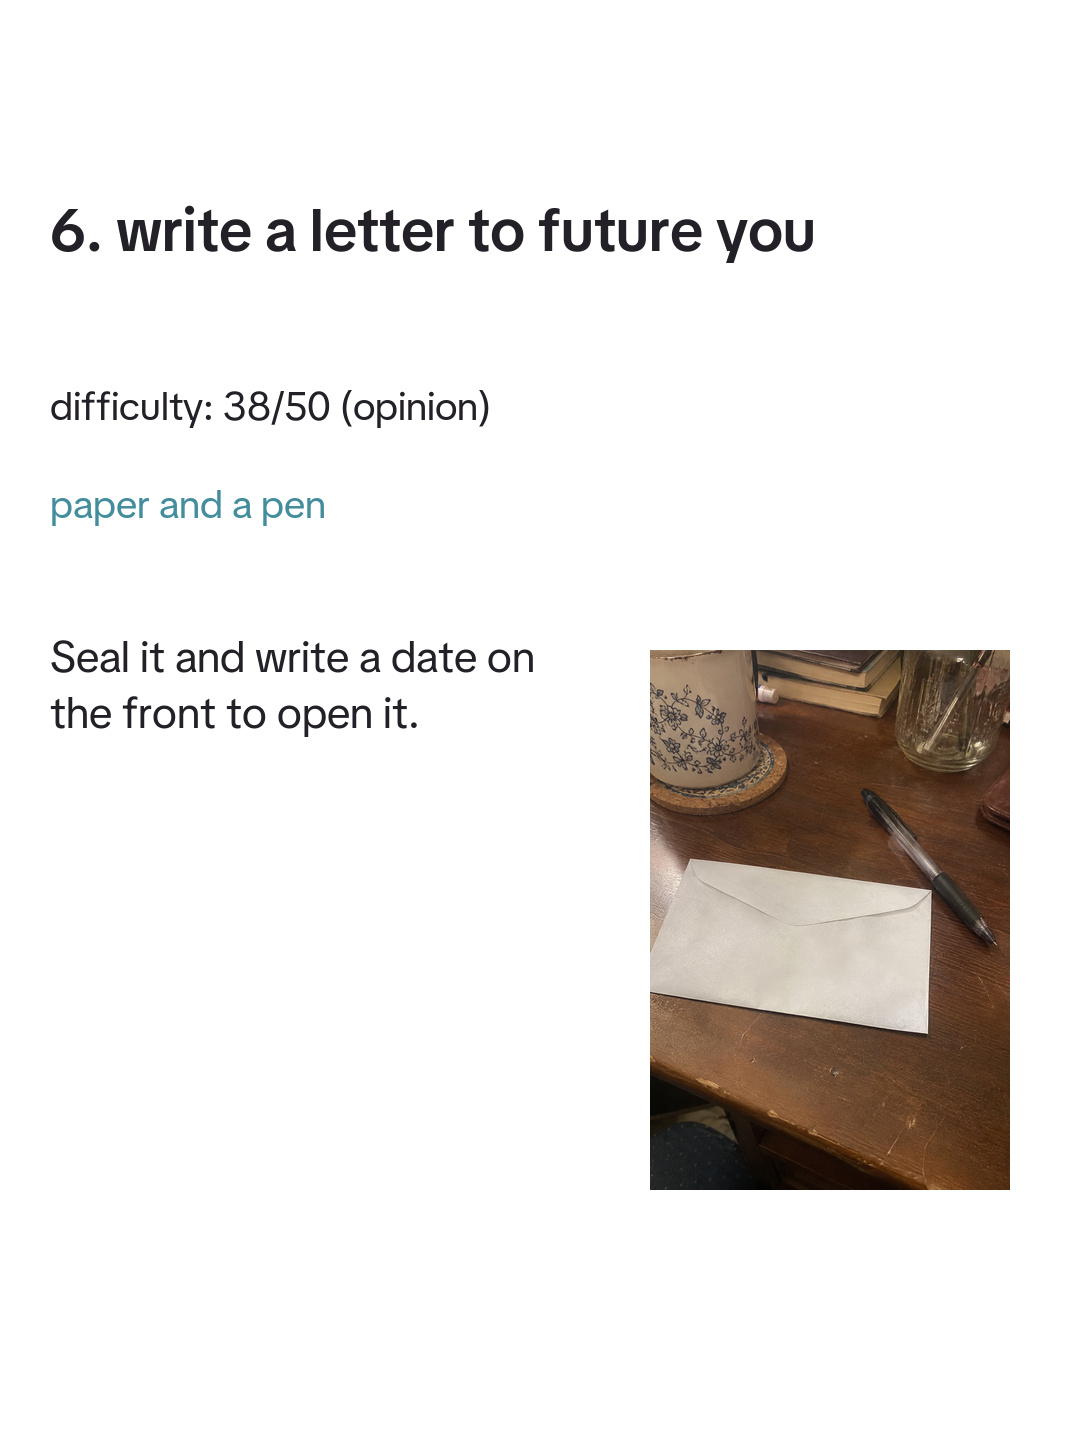 6. write a letter to future you
difficulty: 38/50 (opinion)
paper and a pen
Seal it and write a date on
the front to open it.